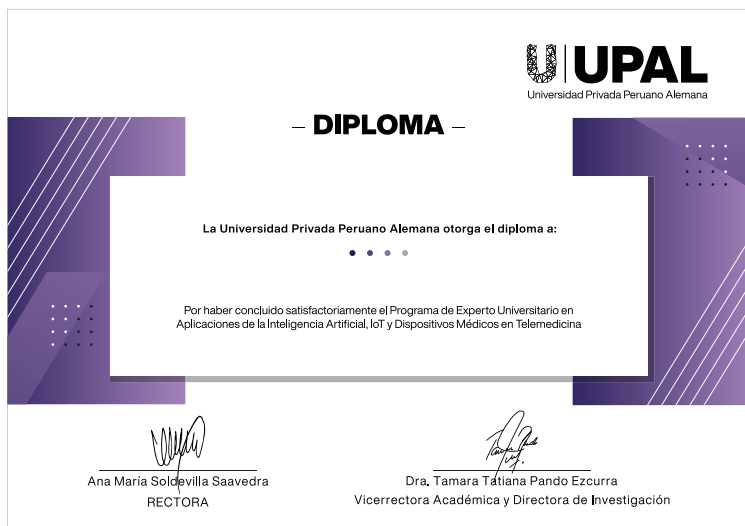 UPAL
Universidad Privada Peruano Alemana
– DIPLOMA –
La Universidad Privada Peruano Alemana otorga el diploma a:
Por haber concluido satisfactoriamente el Programa de Experto Universitario en
Aplicaciones de la Inteligencia Artificial, IoT y Dispositivos Médicos en Telemedicina
Ana María Soldevilla Saavedra
RECTORA
Dra. Tamara Tatiana Pando Ezcurra
Vicerrectora Académica y Directora de Investigación